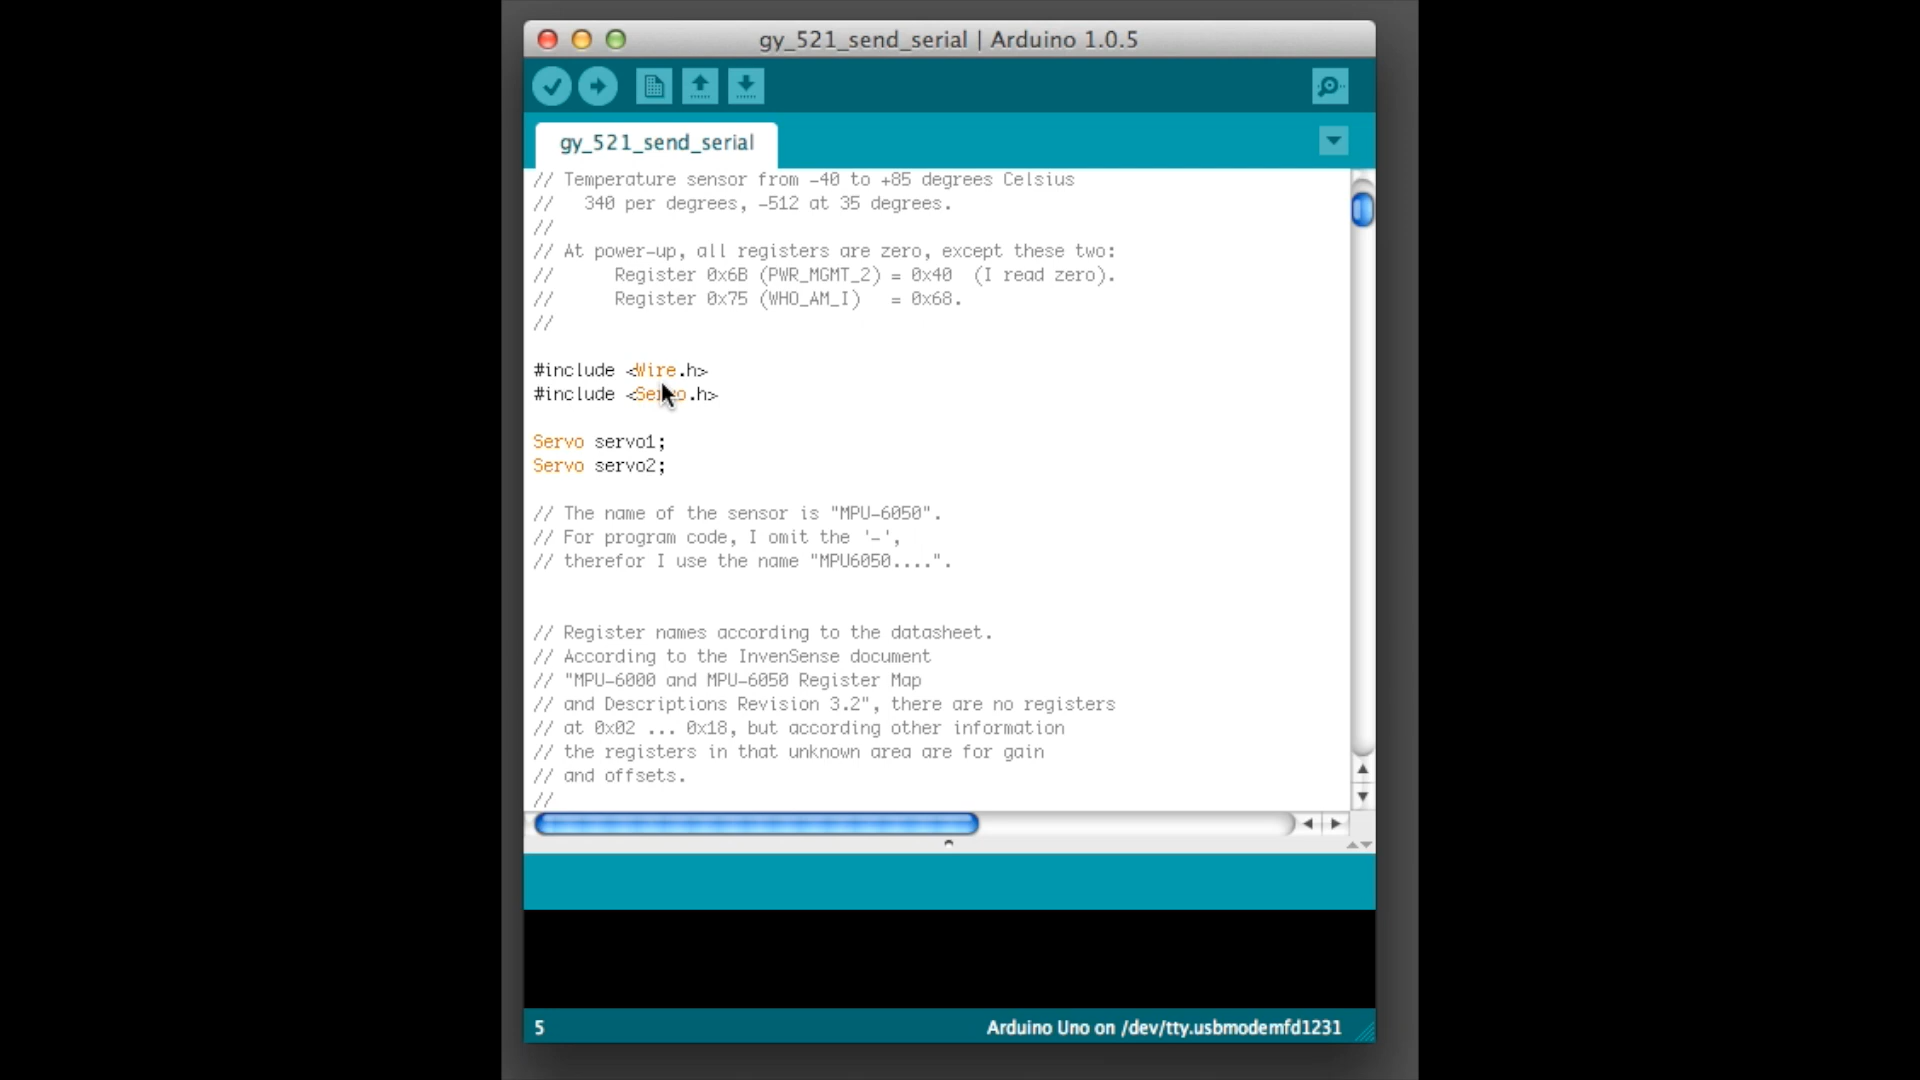 gy_521_send_serial | Arduino 1.0.5
gy_521_send_serial
// Temperature sensor from -40 to +85 degrees Celsius
//   340 per degrees, -512 at 35 degrees.
//
// At power-up, all registers are zero, except these two:
//      Register 0x6B (PWR_MGMT_2) = 0x40  (I read zero).
//      Register 0x75 (WHO_AM_I)   = 0x68.
//
#include <Wire.h>
#include <Servo.h>
Servo servo1;
Servo servo2;
// The name of the sensor is "MPU-6050".
// For program code, I omit the '-',
// therefor I use the name "MPU6050....".
// Register names according to the datasheet.
// According to the InvenSense document
// "MPU-6000 and MPU-6050 Register Map
// and Descriptions Revision 3.2", there are no registers
// at 0x02 ... 0x18, but according other information
// the registers in that unknown area are for gain
// and offsets.
//
5
Arduino Uno on /dev/tty.usbmodemfd1231